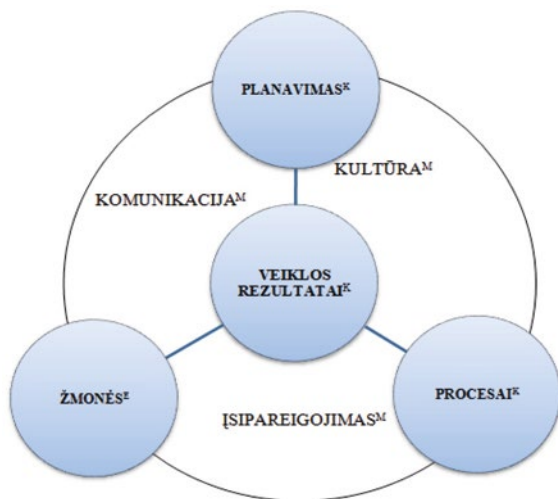 PLANAVIMASᴷ
KULTŪRAᴹ
KOMUNIKACIJAᴹ
VEIKLOS
REZULTATAIᴷ
ŽMONĖSᴱ
PROCESAIᴷ
ĮSIPAREIGOJIMASᴹ